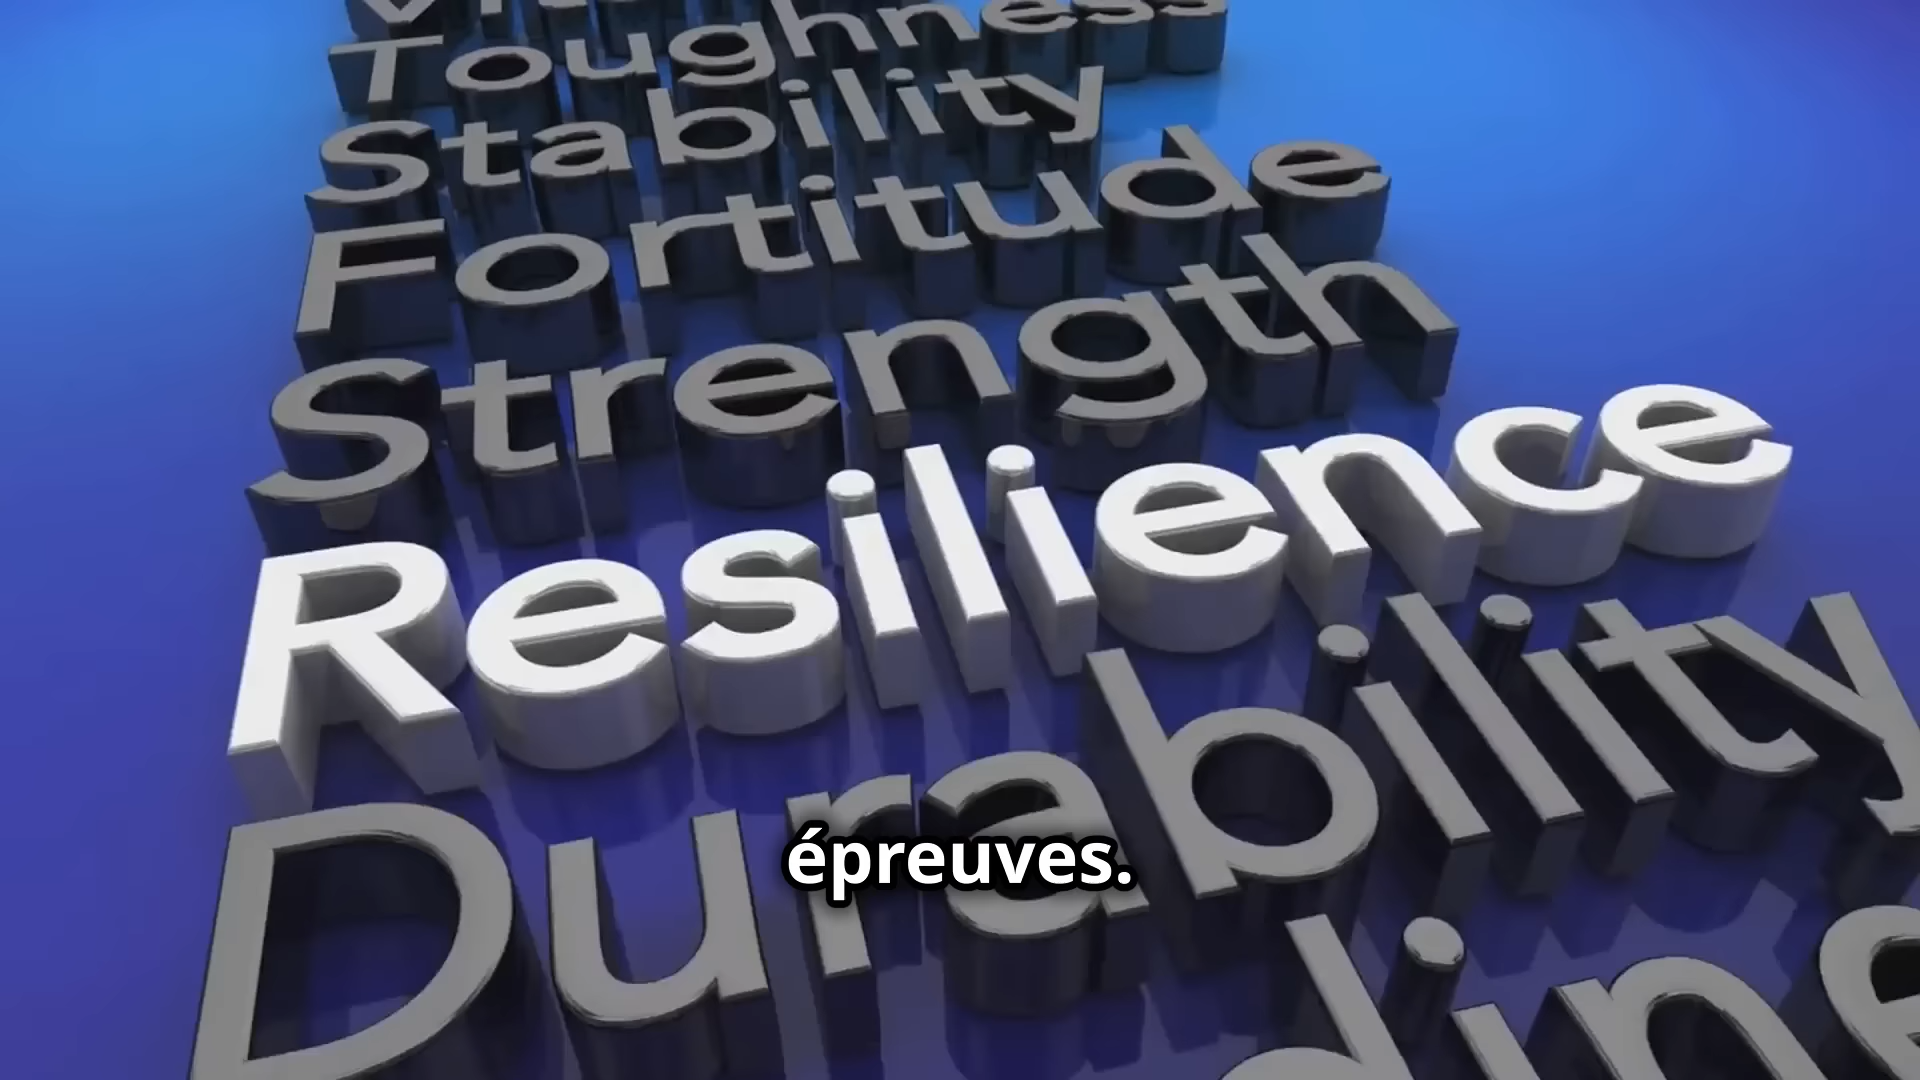 Toughness
Stability
Fortitude
Strength
Resilience
Durability
épreuves.